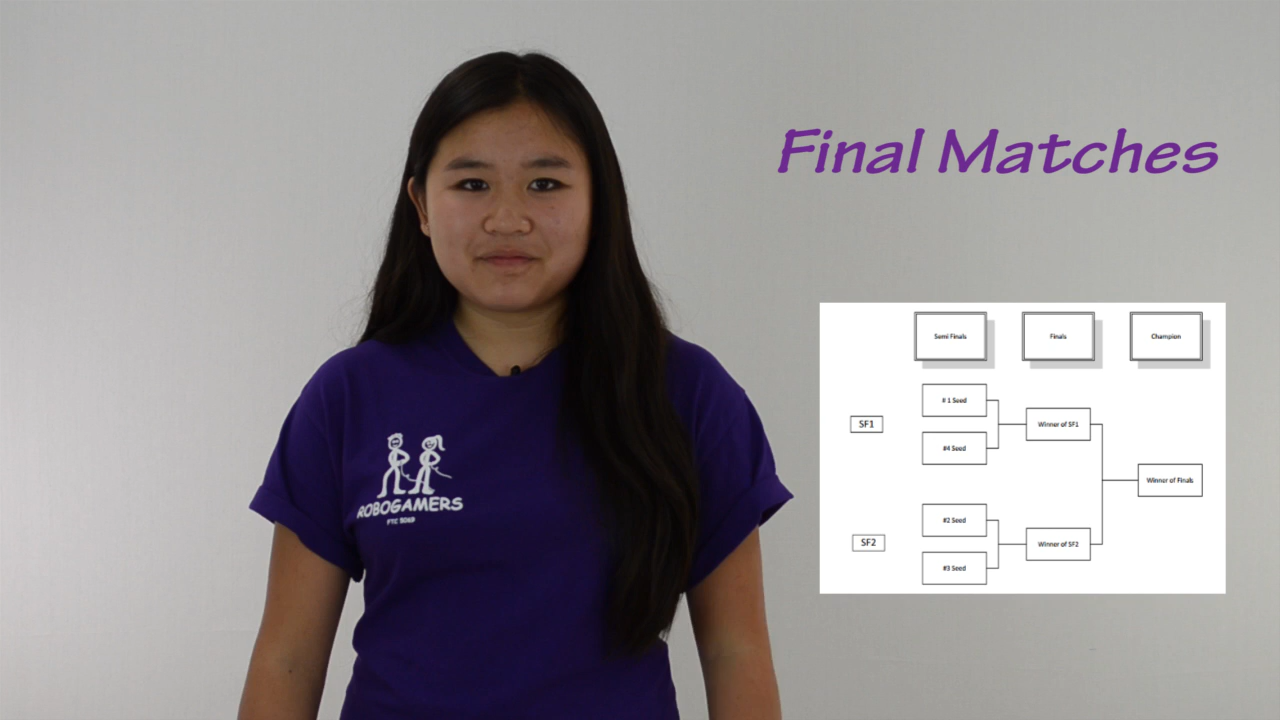 Final Matches
Semi Finals
Finals
Champion
SF1
# 1 Seed
#4 Seed
Winner of SF1
Winner of Finals
SF2
#2 Seed
#3 Seed
Winner of SF2
ROBOGAMERS